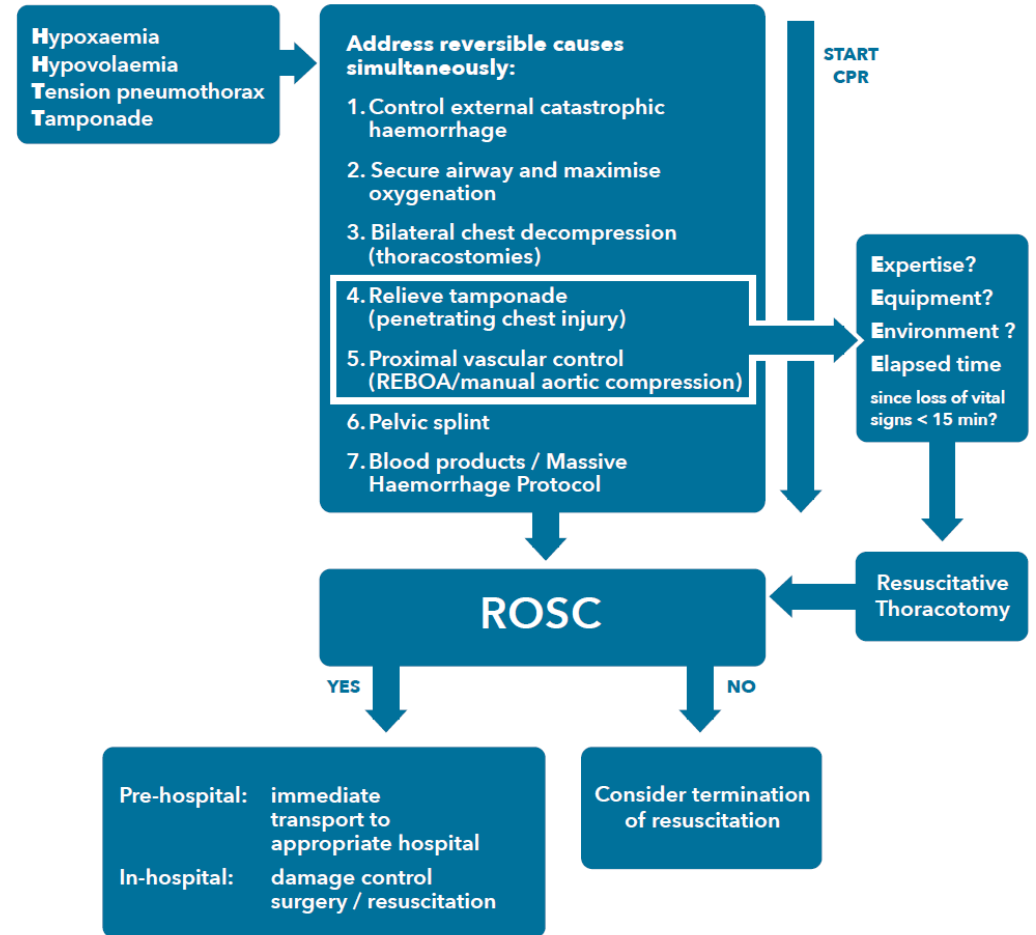 Hypoxaemia
Hypovolaemia
Tension pneumothorax
Tamponade
Address reversible causes
simultaneously:
1. Control external catastrophic
haemorrhage
2. Secure airway and maximise
oxygenation
3. Bilateral chest decompression
(thoracostomies)
4. Relieve tamponade
(penetrating chest injury)
5. Proximal vascular control
(REBOA/manual aortic compression)
6. Pelvic splint
7. Blood products / Massive
Haemorrhage Protocol
START
CPR
Expertise?
Equipment?
Environment ?
Elapsed time
since loss of vital
signs < 15 min?
Resuscitative
Thoracotomy
ROSC
YES
NO
Pre-hospital: immediate
transport to
appropriate hospital
In-hospital: damage control
surgery / resuscitation
Consider termination
of resuscitation